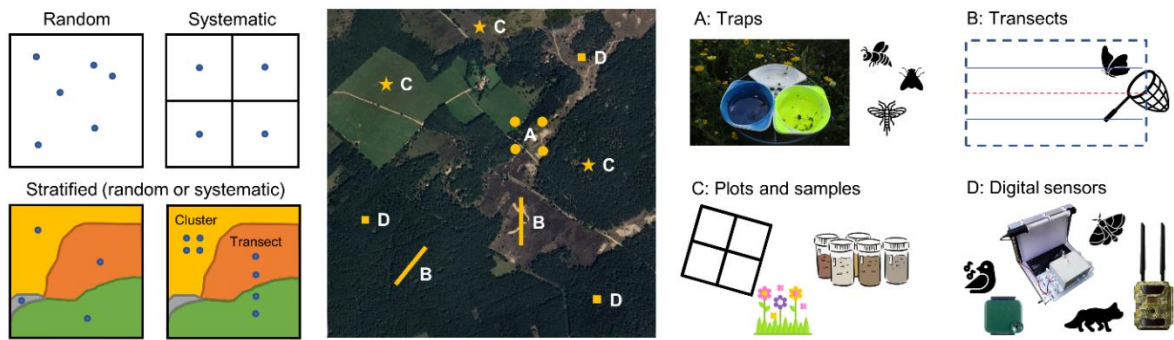 Random
Systematic
Stratified (random or systematic)
Cluster
Transect
C
C
D
A
C
D
B
B
D
A: Traps
B: Transects
C: Plots and samples
D: Digital sensors